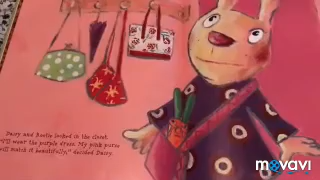 Daisy and Beatie looked in the closet.
"I'll wear the purple dress. My pink purse
will match it beautifully," decided Daisy.
movavi